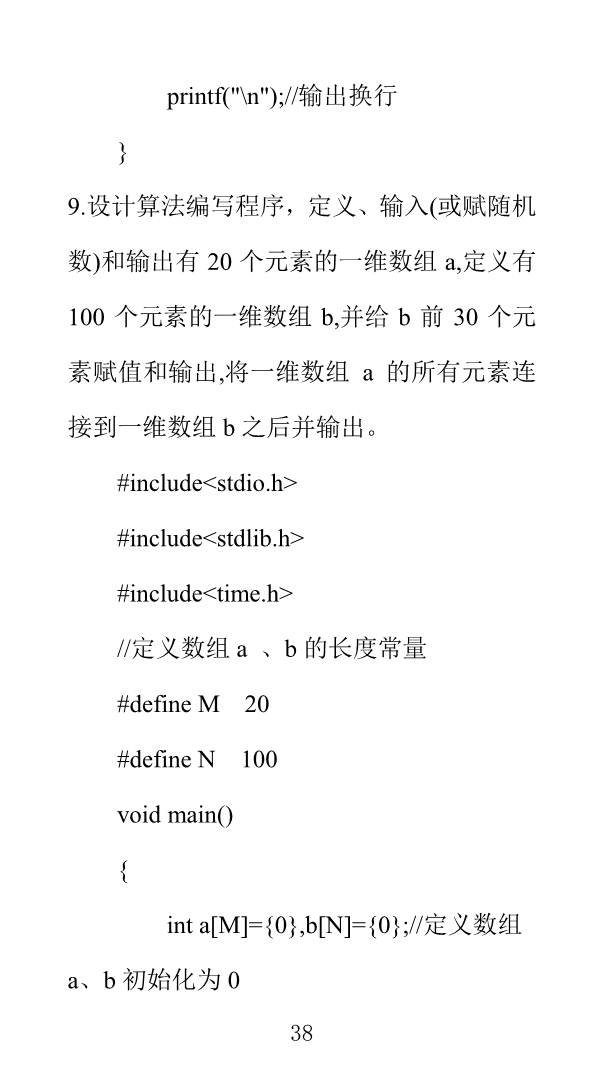 printf("\n");//输出换行
}
9.设计算法编写程序，定义、输入(或赋随机
数)和输出有 20 个元素的一维数组 a,定义有
100 个元素的一维数组 b,并给 b 前 30 个元
素赋值和输出,将一维数组 a 的所有元素连
接到一维数组 b 之后并输出。
#include<stdio.h>
#include<stdlib.h>
#include<time.h>
//定义数组 a 、b 的长度常量
#define M    20
#define N    100
void main()
{
int a[M]={0},b[N]={0};//定义数组
a、b 初始化为 0
38